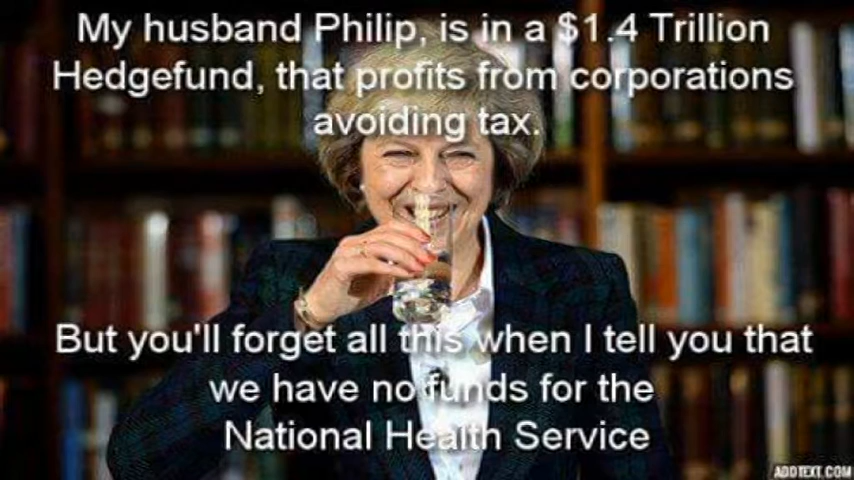 My husband Philip, is in a $1.4 Trillion
Hedgefund, that profits from corporations
avoiding tax.
But you'll forget all this when I tell you that
we have no funds for the
National Health Service
ADDTEXT.COM